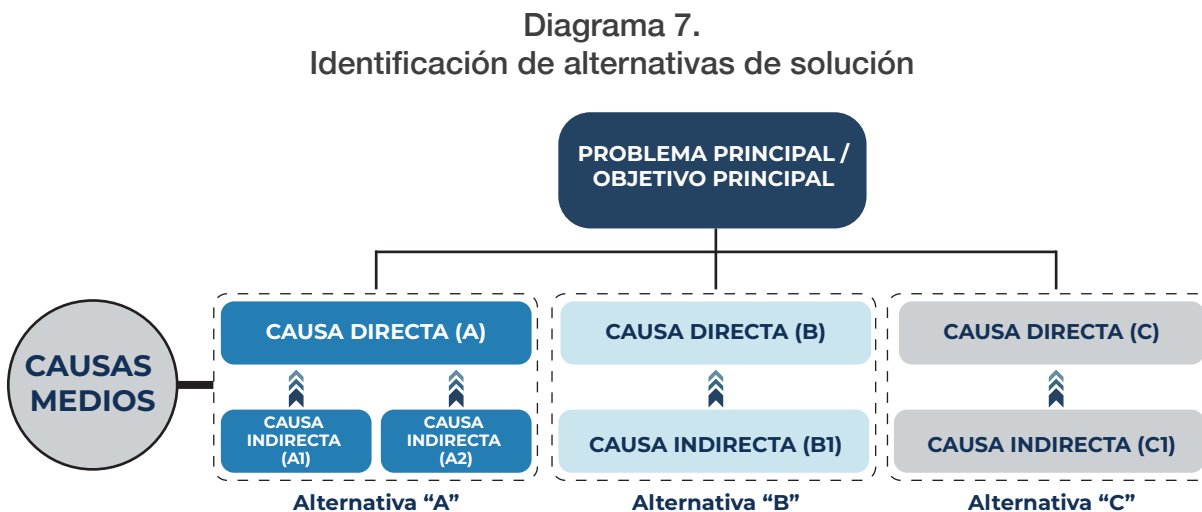 Diagrama 7.
Identificación de alternativas de solución
PROBLEMA PRINCIPAL /
OBJETIVO PRINCIPAL
CAUSAS
MEDIOS
CAUSA DIRECTA (A)
CAUSA
INDIRECTA
(A1)
CAUSA
INDIRECTA
(A2)
Alternativa “A”
CAUSA DIRECTA (B)
CAUSA INDIRECTA (B1)
Alternativa “B”
CAUSA DIRECTA (C)
CAUSA INDIRECTA (C1)
Alternativa “C”